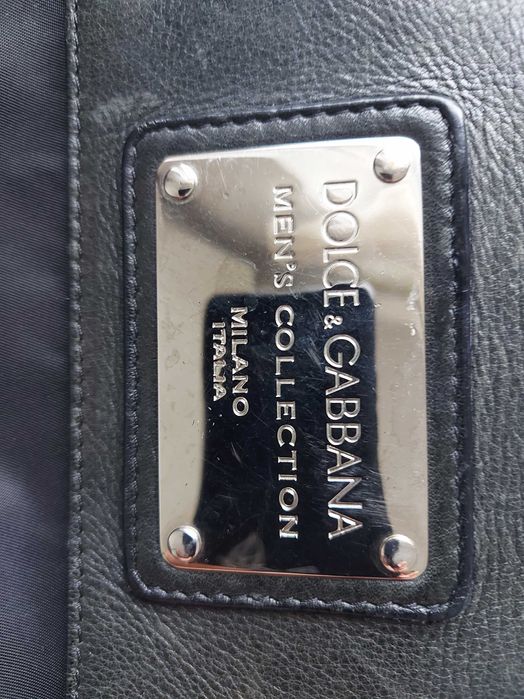 DOLCE & GABBANA
MEN'S COLLECTION
MILANO
ITALIA